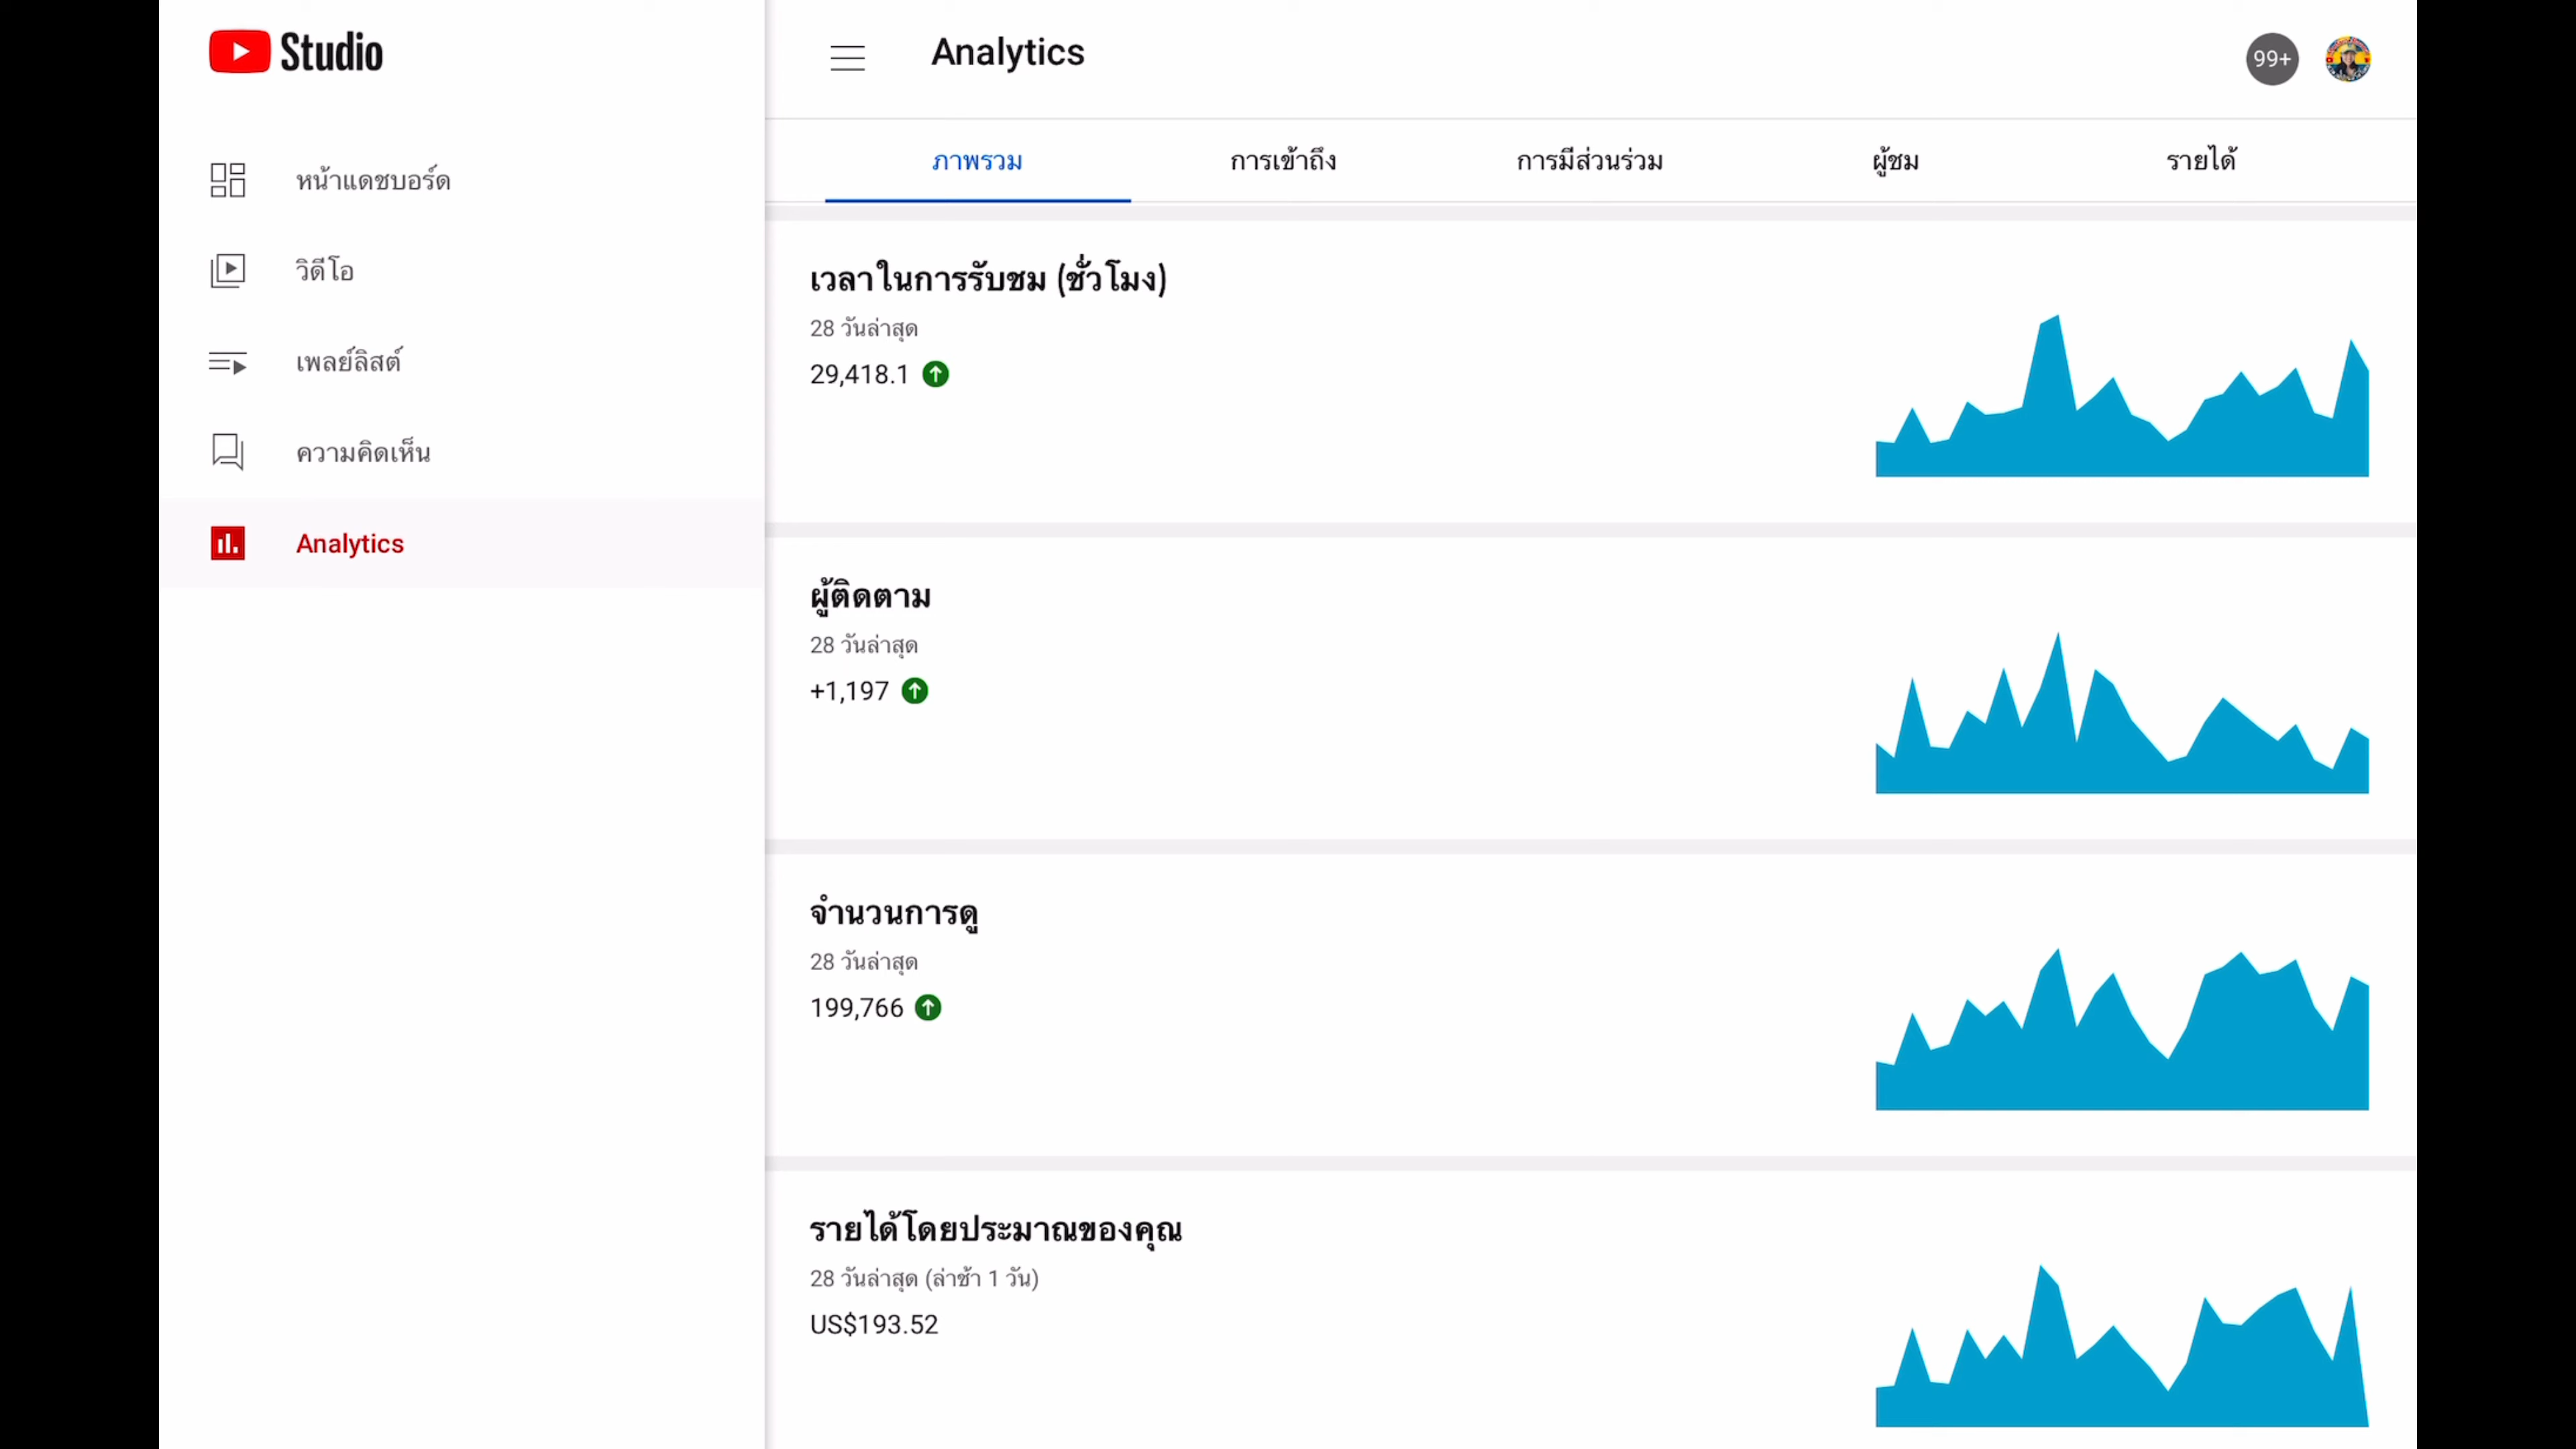 Studio
หน้าแดชบอร์ด
วิดีโอ
เพลย์ลิสต์
ความคิดเห็น
Analytics
Analytics
99+
ภาพรวม
การเข้าถึง
การมีส่วนร่วม
ผู้ชม
รายได้
เวลาในการรับชม (ชั่วโมง)
28 วันล่าสุด
29,418.1
ผู้ติดตาม
28 วันล่าสุด
+1,197
จำนวนการดู
28 วันล่าสุด
199,766
รายได้โดยประมาณของคุณ
28 วันล่าสุด (ล่าช้า 1 วัน)
US$193.52